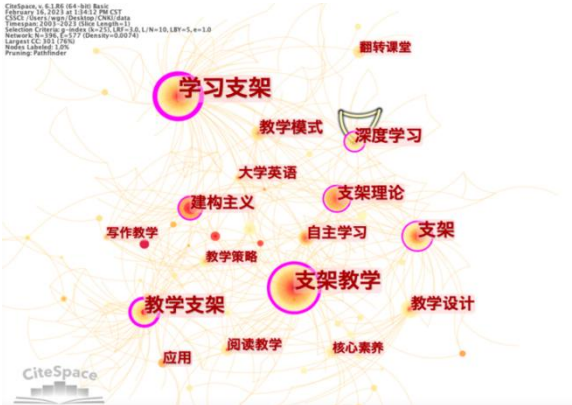 CiteSpace, v. 6.1.R6 (64-bit) Basic
February 16, 2023 at 1:34:12 PM CST
CSSCI: /Users/wgn/Desktop/CNKI/data
Timespan: 2003-2023 (Slice Length=1)
Selection Criteria: g-index (k=25), LRF=3.0, L/N=10, LBY=5, e=1.0
Network: N=396, E=577 (Density=0.0074)
Largest CC: 301 (76%)
Nodes Labeled: 1.0%
Pruning: Pathfinder
翻转课堂
学习支架
教学模式
深度学习
大学英语
支架理论
建构主义
写作教学
自主学习
支架
教学策略
支架教学
教学支架
教学设计
阅读教学
核心素养
应用
CiteSpace